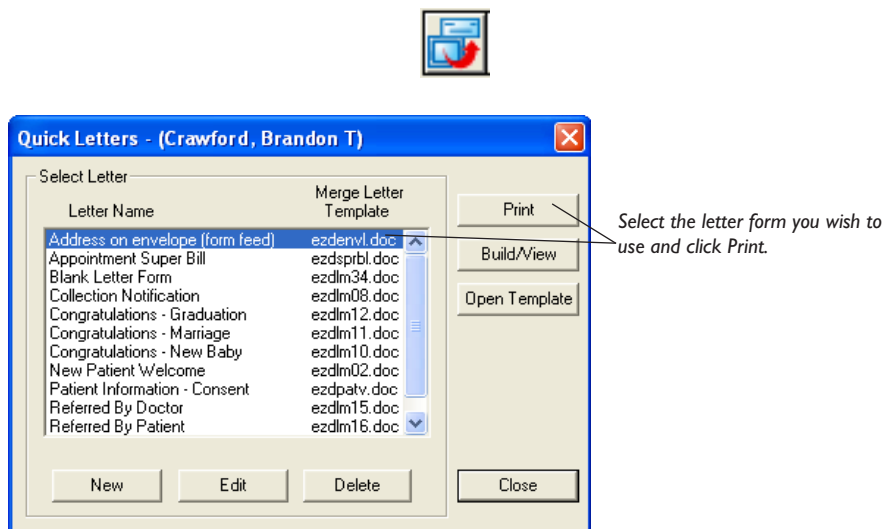 Quick Letters - (Crawford, Brandon T)
Select Letter
Letter Name Merge Letter Template
Address on envelope (form feed) ezdenvl.doc
Appointment Super Bill ezdsprbl.doc
Blank Letter Form ezdlm34.doc
Collection Notification ezdlm08.doc
Congratulations - Graduation ezdlm12.doc
Congratulations - Marriage ezdlm11.doc
Congratulations - New Baby ezdlm10.doc
New Patient Welcome ezdlm02.doc
Patient Information - Consent ezdpatv.doc
Referred By Doctor ezdlm15.doc
Referred By Patient ezdlm16.doc
New Edit Delete
Print
Build/View
Open Template
Close
Select the letter form you wish to
use and click Print.